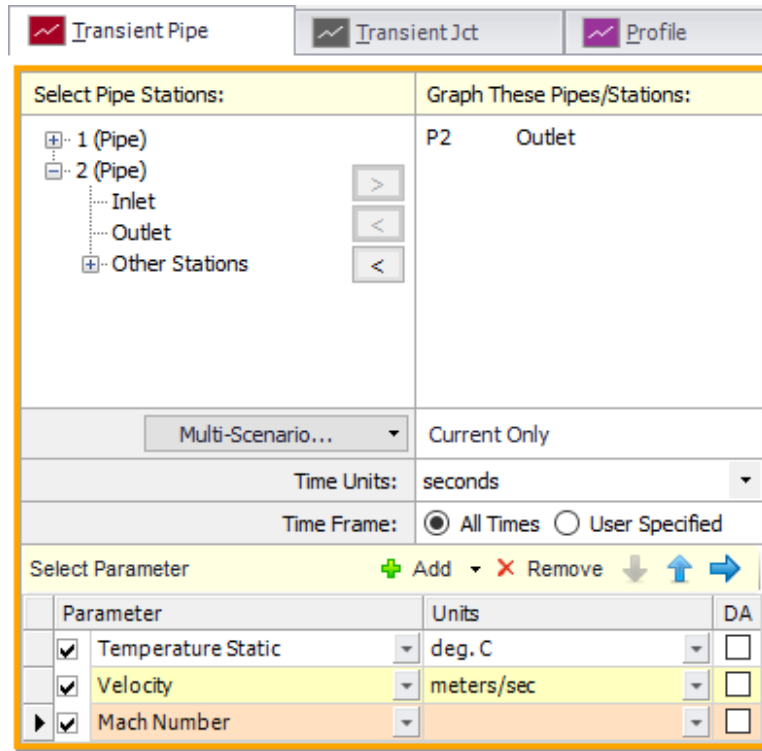 Transient Pipe Transient Jct Profile
Select Pipe Stations: Graph These Pipes/Stations:
1 (Pipe) P2 Outlet
2 (Pipe)
>
Inlet
<
Outlet
Other Stations <
Multi-Scenario... Current Only
Time Units: seconds
Time Frame: All Times User Specified
Select Parameter Add Remove
Parameter Units DA
Temperature Static deg. C
Velocity meters/sec
Mach Number